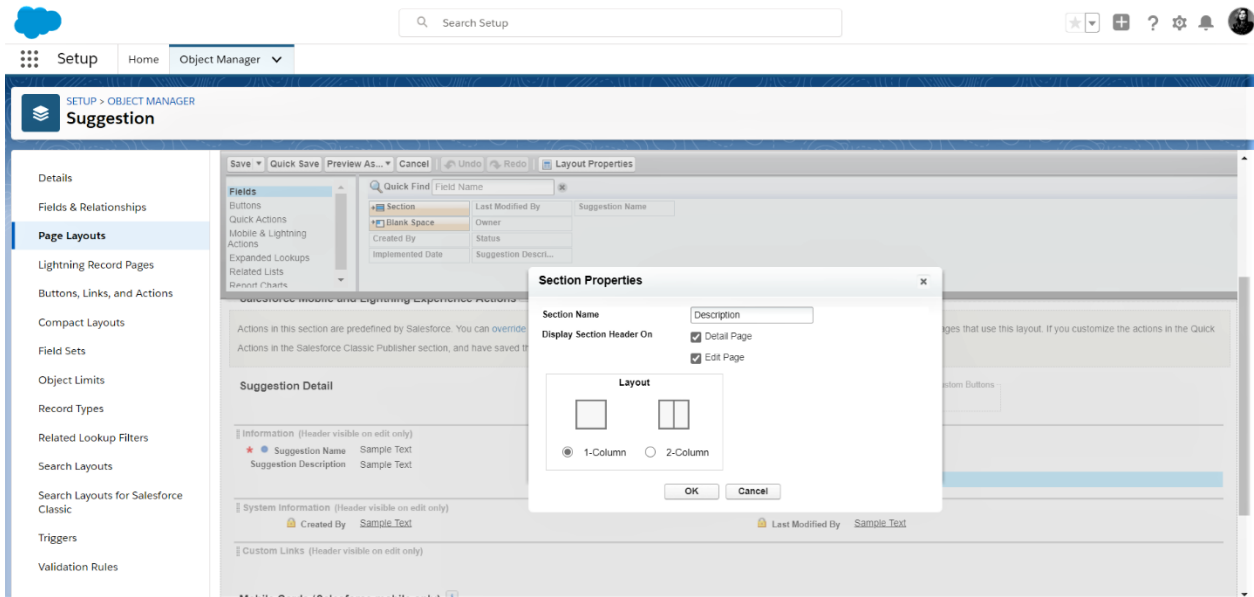 Search Setup
Setup Home Object Manager
SETUP > OBJECT MANAGER
Suggestion
Details
Fields & Relationships
Page Layouts
Lightning Record Pages
Buttons, Links, and Actions
Compact Layouts
Field Sets
Object Limits
Record Types
Related Lookup Filters
Search Layouts
Search Layouts for Salesforce
Classic
Triggers
Validation Rules
Save Quick Save Preview As... Cancel Undo Redo Layout Properties
Fields
Buttons
Quick Actions
Mobile & Lightning
Actions
Expanded Lookups
Related Lists
Report Charts
Quick Find Field Name
Section Last Modified By Suggestion Name
Blank Space Owner
Created By Status
Implemented Date Suggestion Descri...
Salesforce Mobile and Lightning Experience Actions
Actions in this section are predefined by Salesforce. You can override
ages that use this layout. If you customize the actions in the Quick
Actions in the Salesforce Classic Publisher section, and have saved th
Suggestion Detail
stom Buttons
Information (Header visible on edit only)
Suggestion Name Sample Text
Suggestion Description Sample Text
System Information (Header visible on edit only)
Created By Sample Text Last Modified By Sample Text
Custom Links (Header visible on edit only)
Section Properties
Section Name Description
Display Section Header On Detail Page
Edit Page
Layout
1-Column 2-Column
OK Cancel